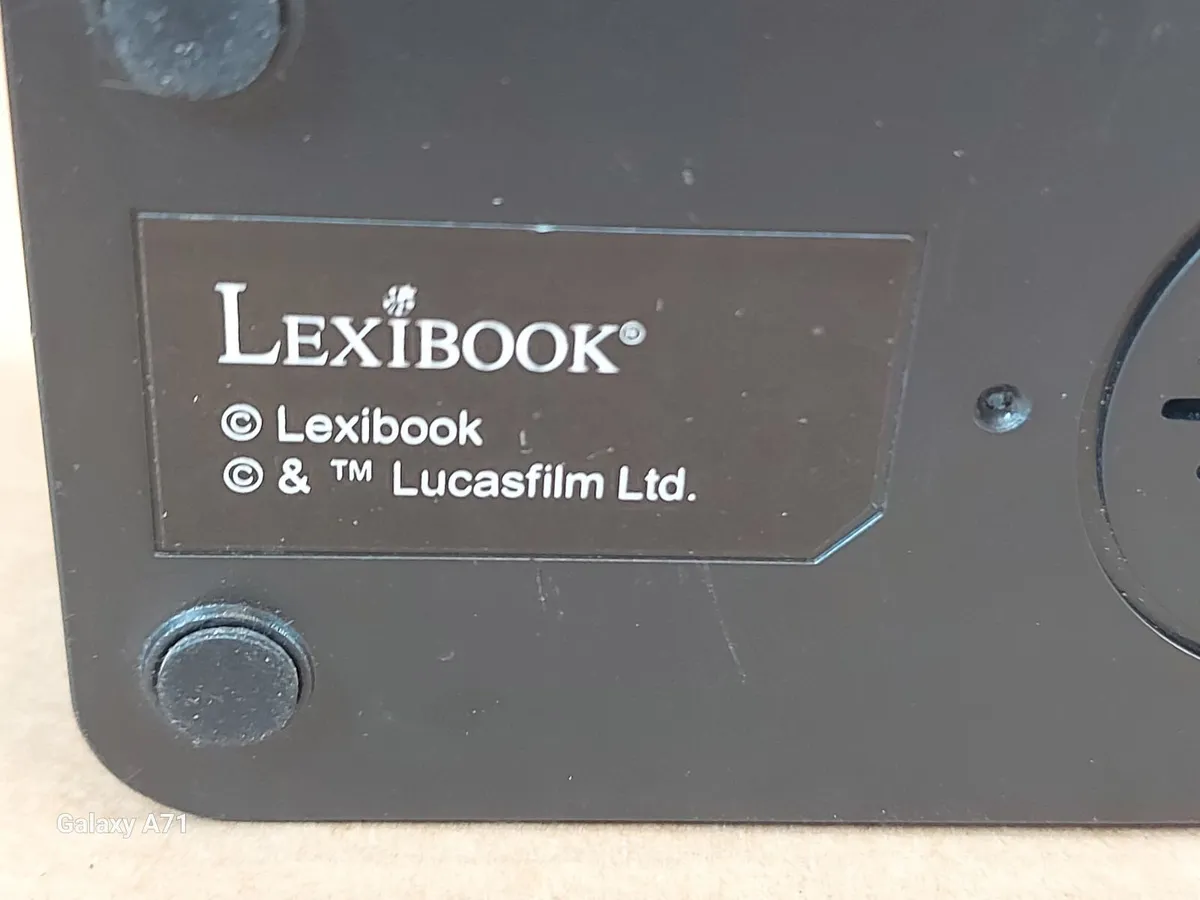 LEXIBOOK®
© Lexibook
© & ™ Lucasfilm Ltd.
Galaxy A71